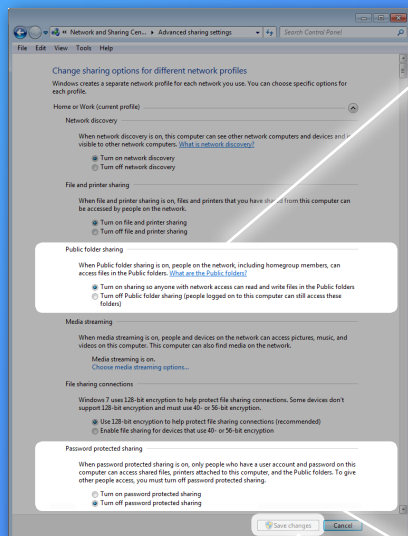 Network and Sharing Cen... Advanced sharing settings Search Control Panel
File Edit View Tools Help
Change sharing options for different network profiles
Windows creates a separate network profile for each network you use. You can choose specific options for
each profile.
Home or Work (current profile)
Network discovery
When network discovery is on, this computer can see other network computers and devices and is
visible to other network computers. What is network discovery?
Turn on network discovery
Turn off network discovery
File and printer sharing
When file and printer sharing is on, files and printers that you have shared from this computer can
be accessed by people on the network.
Turn on file and printer sharing
Turn off file and printer sharing
Public folder sharing
When Public folder sharing is on, people on the network, including homegroup members, can
access files in the Public folders. What are the Public folders?
Turn on sharing so anyone with network access can read and write files in the Public folders
Turn off Public folder sharing (people logged on to this computer can still access these
folders)
Media streaming
When media streaming is on, people and devices on the network can access pictures, music, and
videos on this computer. This computer can also find media on the network.
Media streaming is on.
Choose media streaming options...
File sharing connections
Windows 7 uses 128-bit encryption to help protect file sharing connections. Some devices don't
support 128-bit encryption and must use 40- or 56-bit encryption.
Use 128-bit encryption to help protect file sharing connections (recommended)
Enable file sharing for devices that use 40- or 56-bit encryption
Password protected sharing
When password protected sharing is on, only people who have a user account and password on this
computer can access shared files, printers attached to this computer, and the Public folders. To give
other people access, you must turn off password protected sharing.
Turn on password protected sharing
Turn off password protected sharing
Save changes Cancel